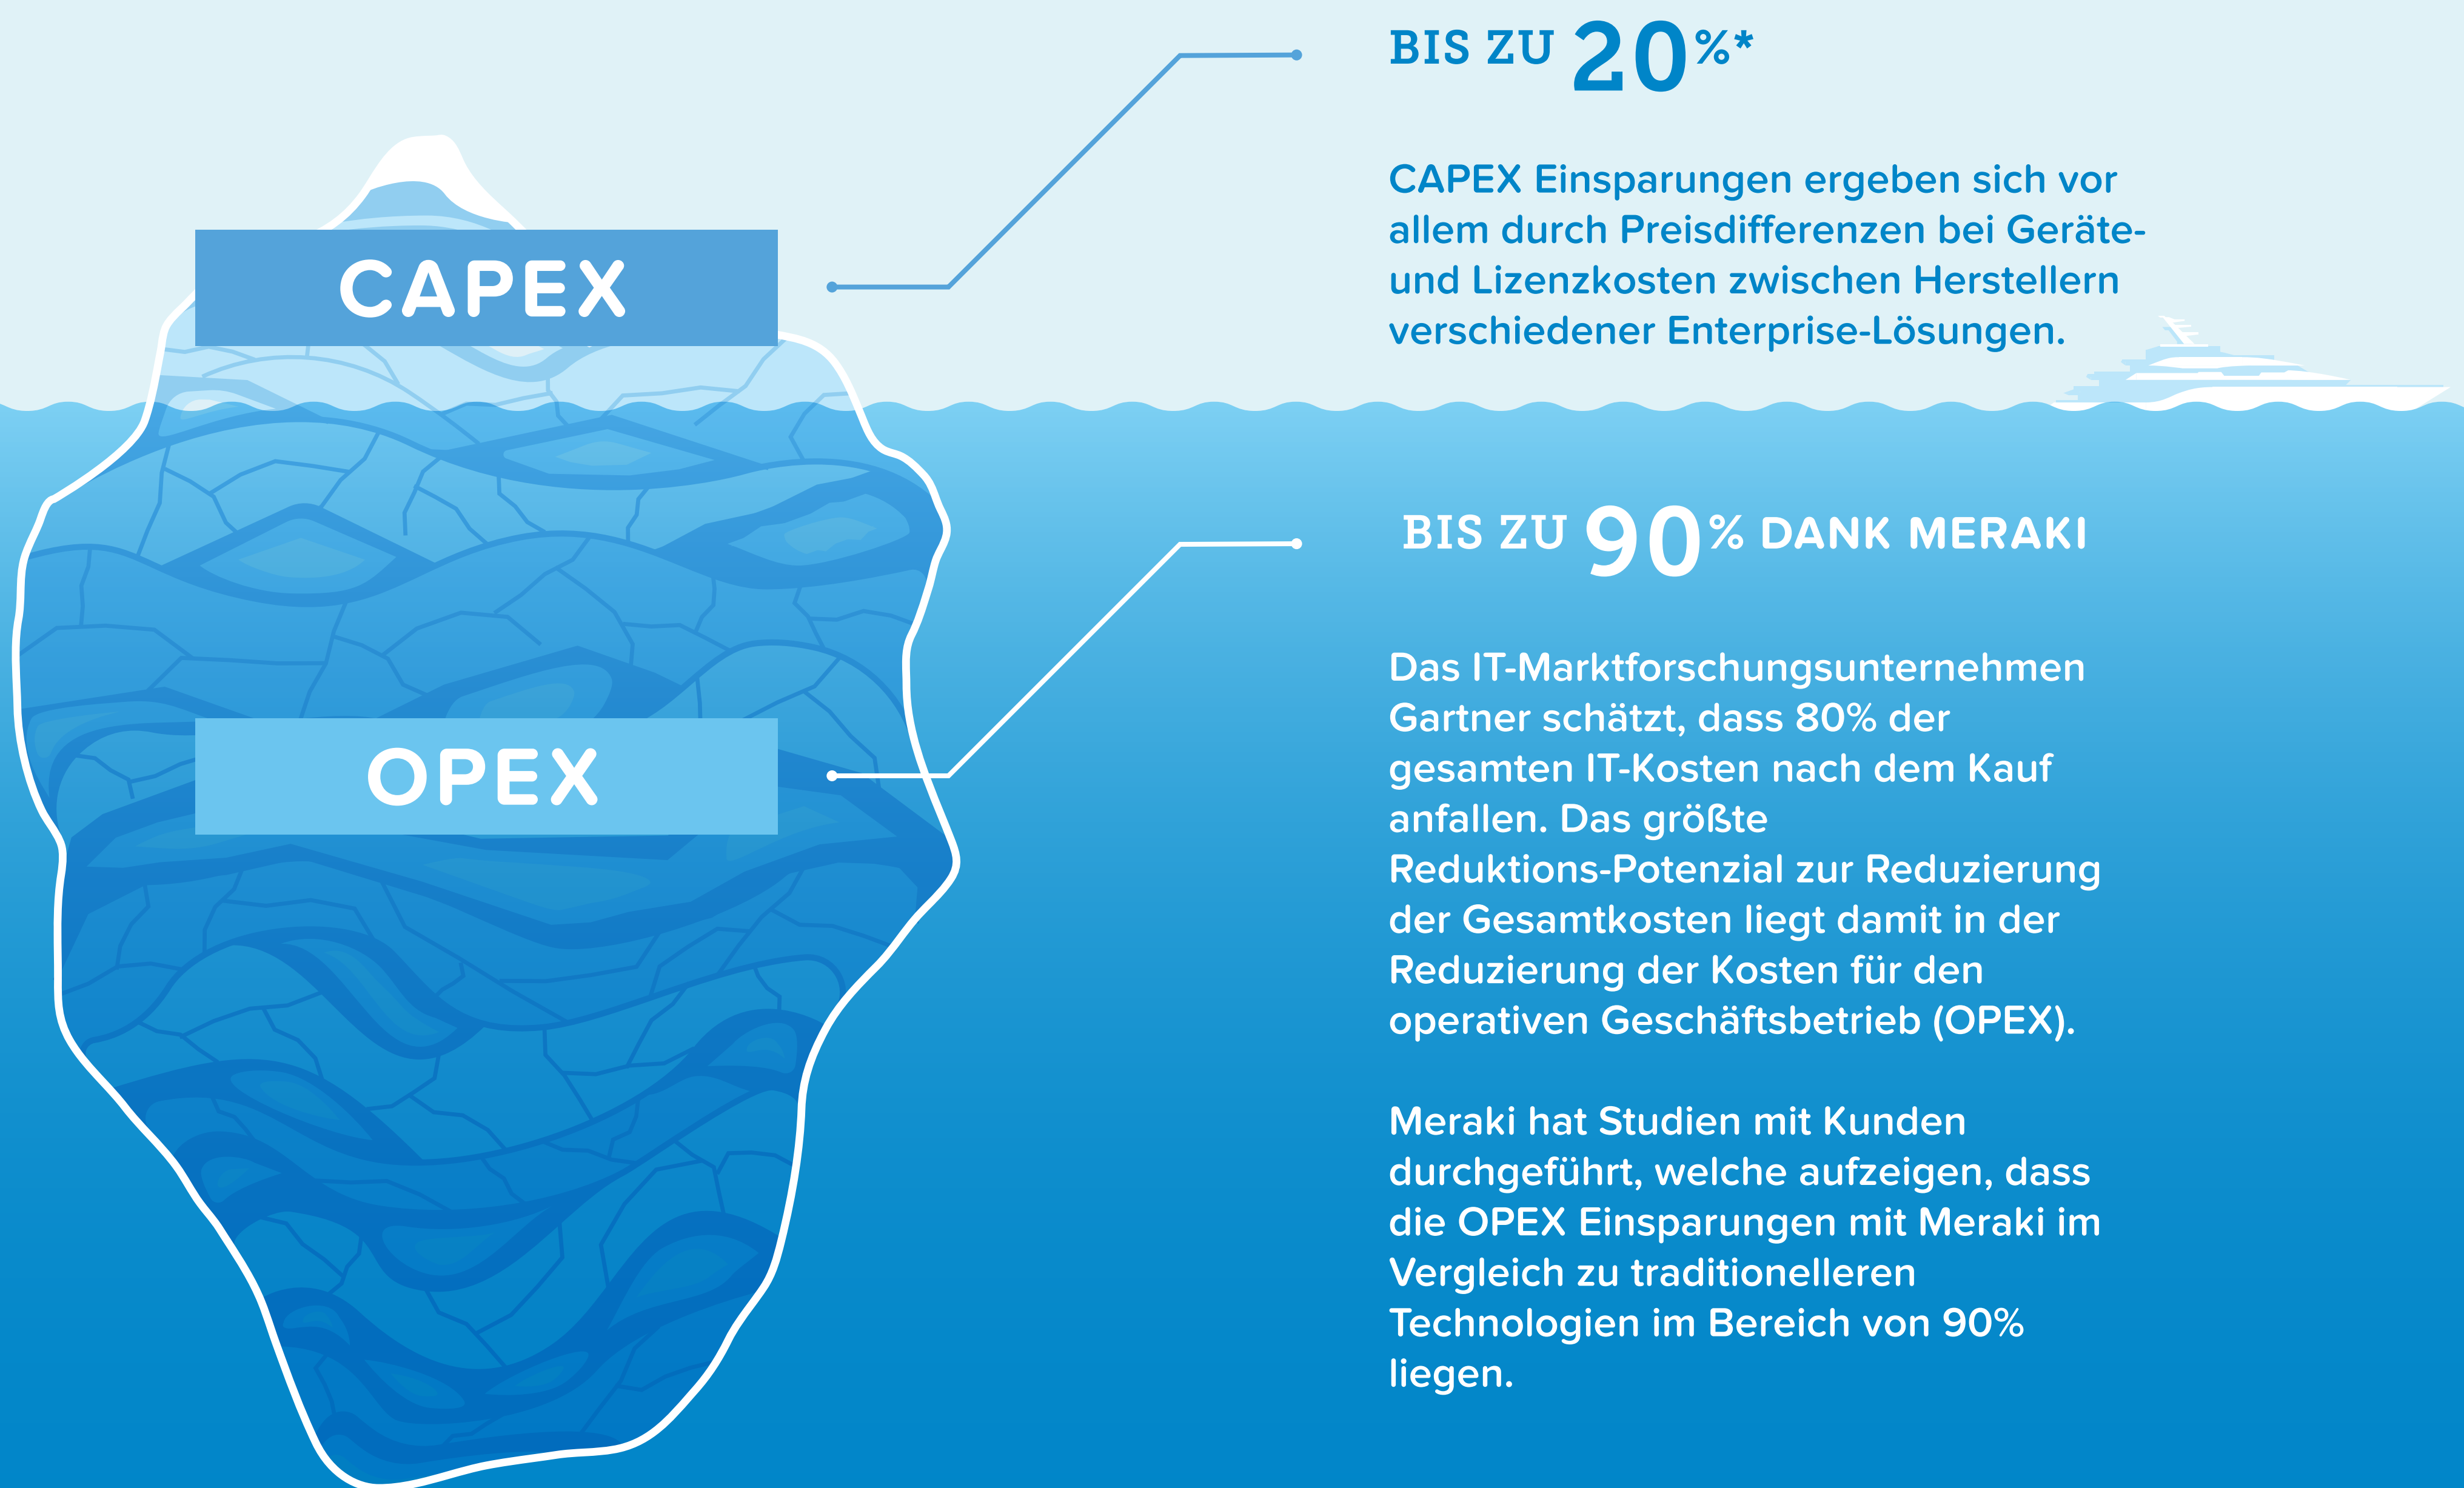 BIS ZU 20%*
CAPEX
CAPEX Einsparungen ergeben sich vor
allem durch Preisdifferenzen bei Geräte-
und Lizenzkosten zwischen Herstellern
verschiedener Enterprise-Lösungen.
BIS ZU 90% DANK MERAKI
OPEX
Das IT-Marktforschungsunternehmen
Gartner schätzt, dass 80% der
gesamten IT-Kosten nach dem Kauf
anfallen. Das größte
Reduktions-Potenzial zur Reduzierung
der Gesamtkosten liegt damit in der
Reduzierung der Kosten für den
operativen Geschäftsbetrieb (OPEX).
Meraki hat Studien mit Kunden
durchgeführt, welche aufzeigen, dass
die OPEX Einsparungen mit Meraki im
Vergleich zu traditionelleren
Technologien im Bereich von 90%
liegen.